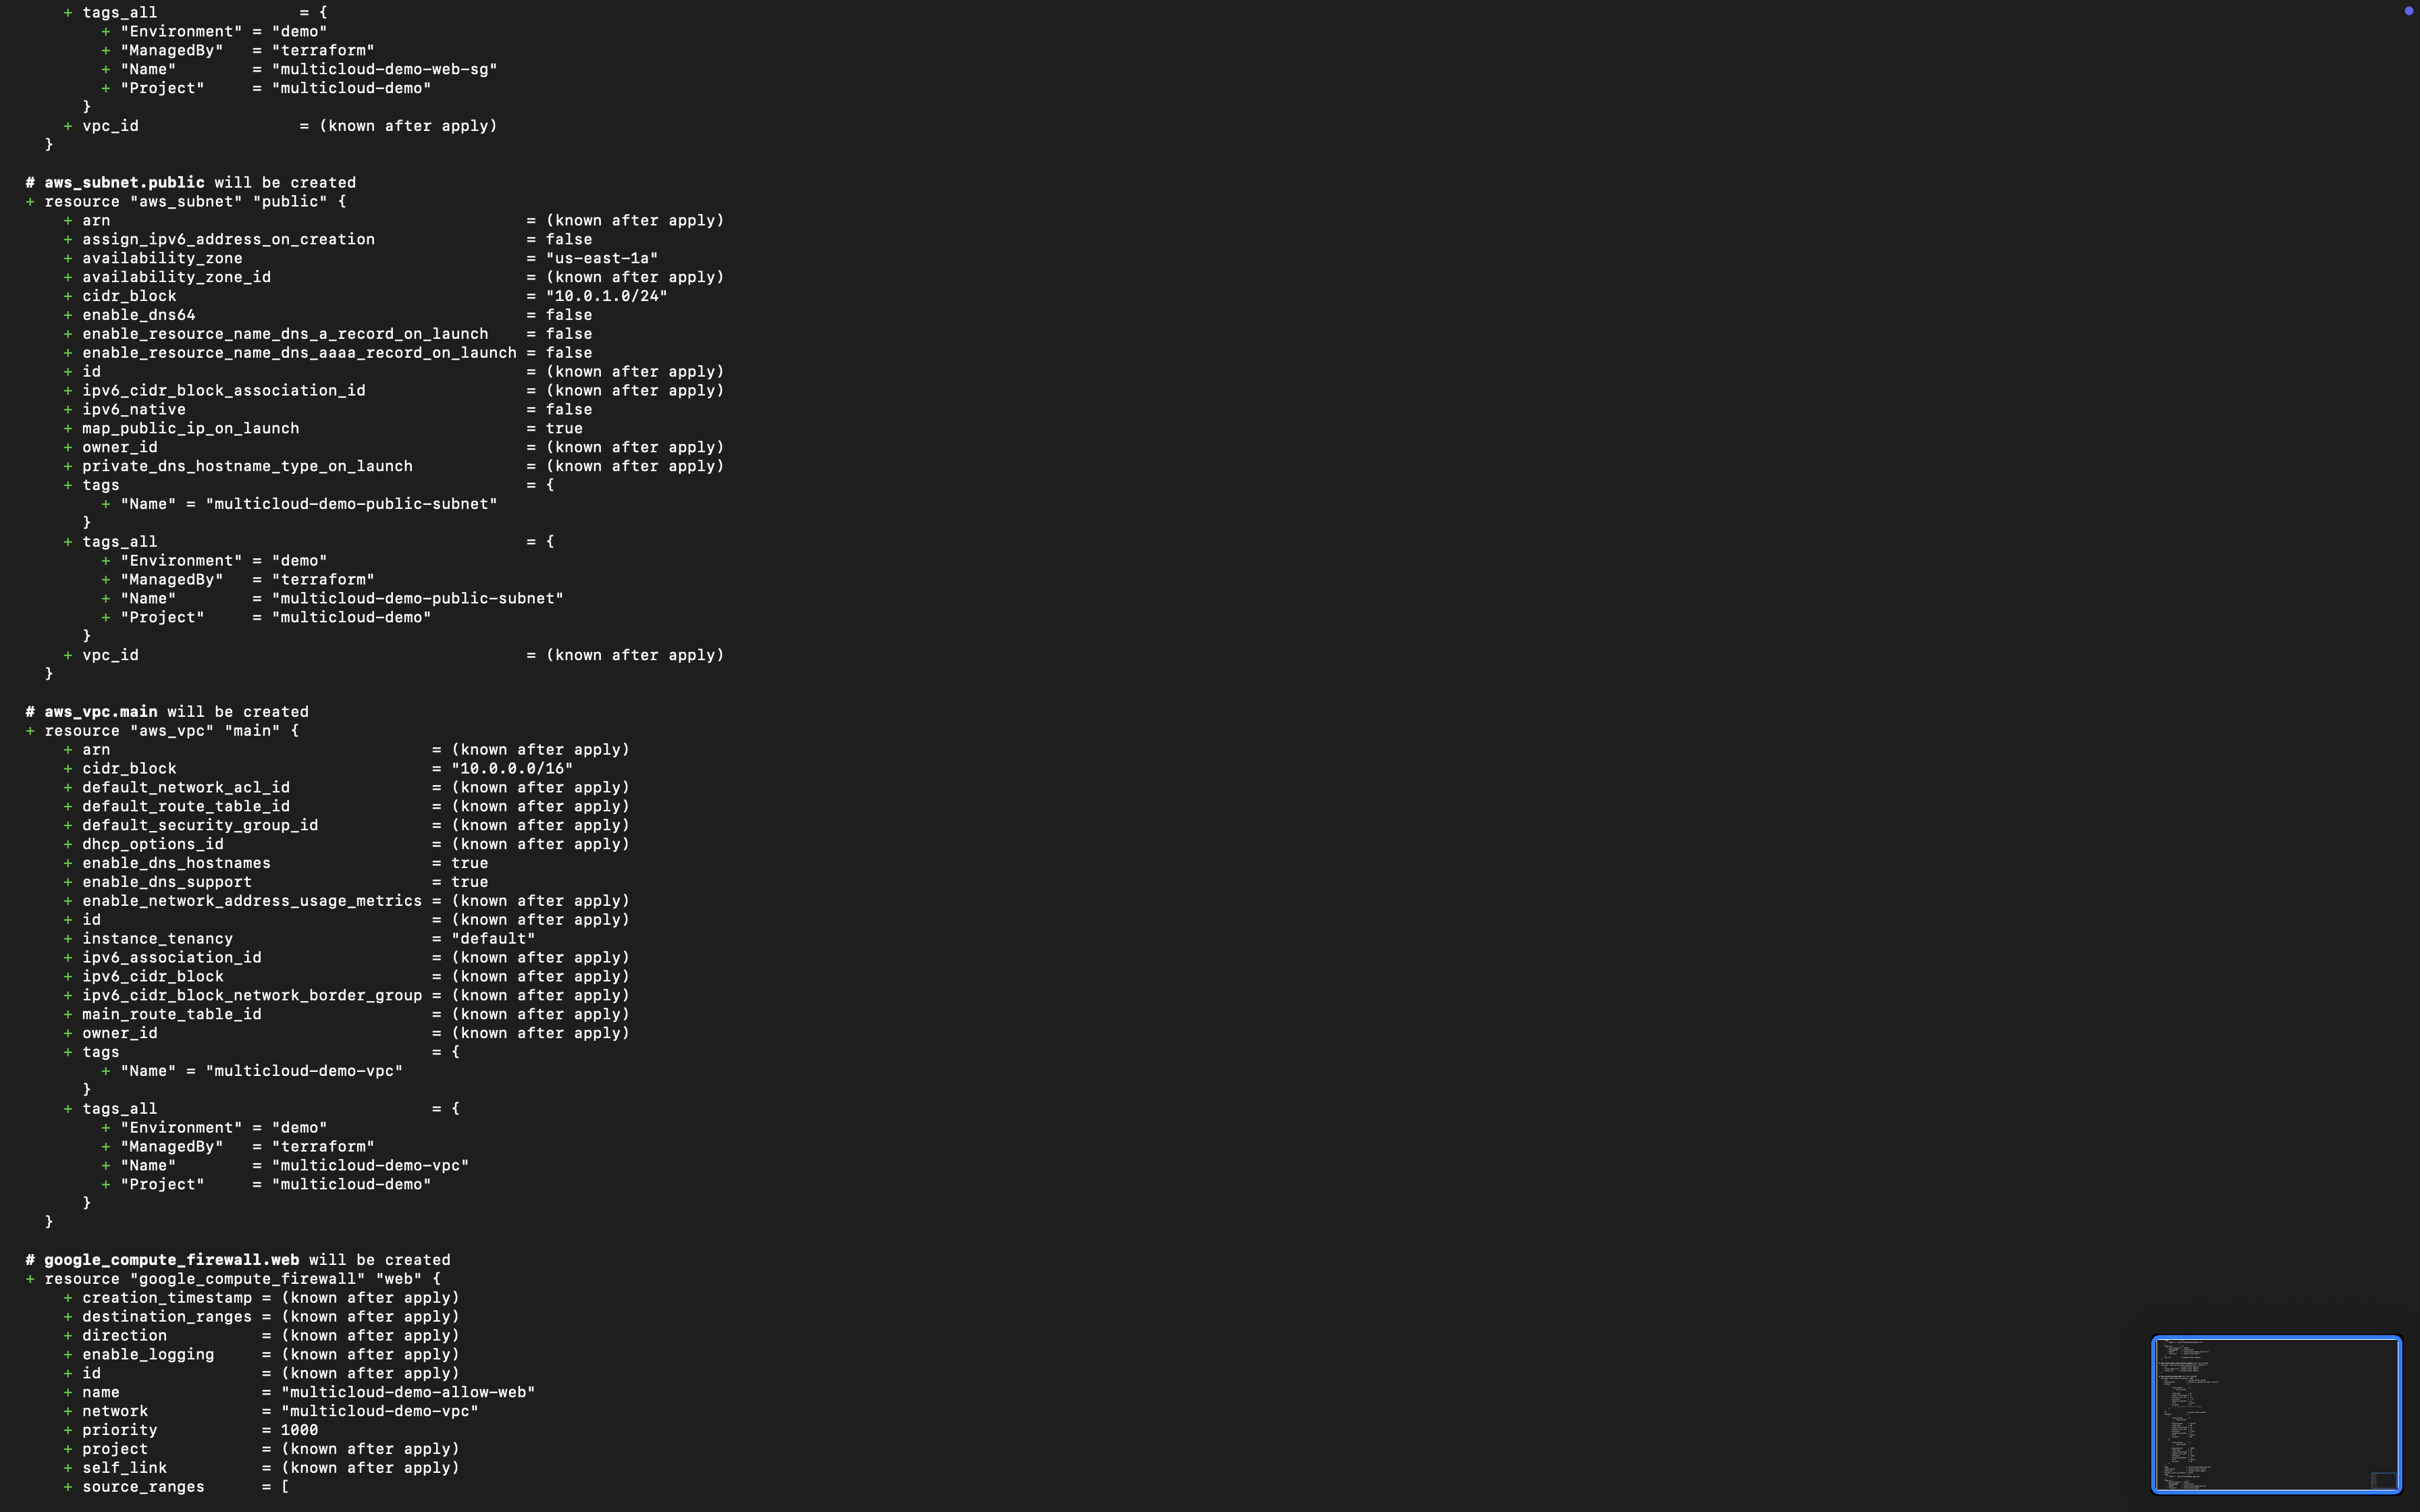 + tags_all = {
+ "Environment" = "demo"
+ "ManagedBy" = "terraform"
+ "Name" = "multicloud-demo-web-sg"
+ "Project" = "multicloud-demo"
}
+ vpc_id = (known after apply)
}
# aws_subnet.public will be created
+ resource "aws_subnet" "public" {
+ arn = (known after apply)
+ assign_ipv6_address_on_creation = false
+ availability_zone = "us-east-1a"
+ availability_zone_id = (known after apply)
+ cidr_block = "10.0.1.0/24"
+ enable_dns64 = false
+ enable_resource_name_dns_a_record_on_launch = false
+ enable_resource_name_dns_aaaa_record_on_launch = false
+ id = (known after apply)
+ ipv6_cidr_block_association_id = (known after apply)
+ ipv6_native = false
+ map_public_ip_on_launch = true
+ owner_id = (known after apply)
+ private_dns_hostname_type_on_launch = (known after apply)
+ tags = {
+ "Name" = "multicloud-demo-public-subnet"
}
+ tags_all = {
+ "Environment" = "demo"
+ "ManagedBy" = "terraform"
+ "Name" = "multicloud-demo-public-subnet"
+ "Project" = "multicloud-demo"
}
+ vpc_id = (known after apply)
}
# aws_vpc.main will be created
+ resource "aws_vpc" "main" {
+ arn = (known after apply)
+ cidr_block = "10.0.0.0/16"
+ default_network_acl_id = (known after apply)
+ default_route_table_id = (known after apply)
+ default_security_group_id = (known after apply)
+ dhcp_options_id = (known after apply)
+ enable_dns_hostnames = true
+ enable_dns_support = true
+ enable_network_address_usage_metrics = (known after apply)
+ id = (known after apply)
+ instance_tenancy = "default"
+ ipv6_association_id = (known after apply)
+ ipv6_cidr_block = (known after apply)
+ ipv6_cidr_block_network_border_group = (known after apply)
+ main_route_table_id = (known after apply)
+ owner_id = (known after apply)
+ tags = {
+ "Name" = "multicloud-demo-vpc"
}
+ tags_all = {
+ "Environment" = "demo"
+ "ManagedBy" = "terraform"
+ "Name" = "multicloud-demo-vpc"
+ "Project" = "multicloud-demo"
}
}
# google_compute_firewall.web will be created
+ resource "google_compute_firewall" "web" {
+ creation_timestamp = (known after apply)
+ destination_ranges = (known after apply)
+ direction = (known after apply)
+ enable_logging = (known after apply)
+ id = (known after apply)
+ name = "multicloud-demo-allow-web"
+ network = "multicloud-demo-vpc"
+ priority = 1000
+ project = (known after apply)
+ self_link = (known after apply)
+ source_ranges = [